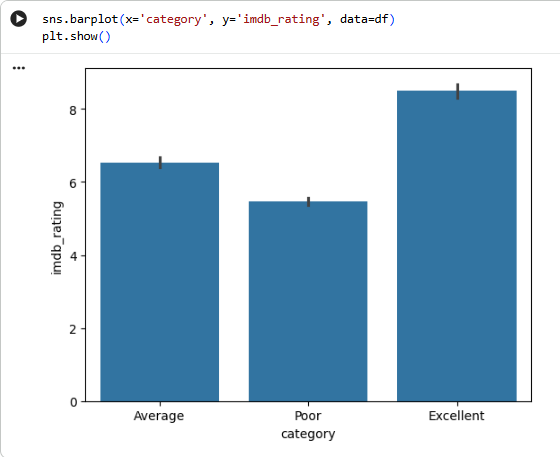 sns.barplot(x='category', y='imdb_rating', data=df)
plt.show()
8
6
4
2
0
imdb_rating
Average Poor Excellent
category